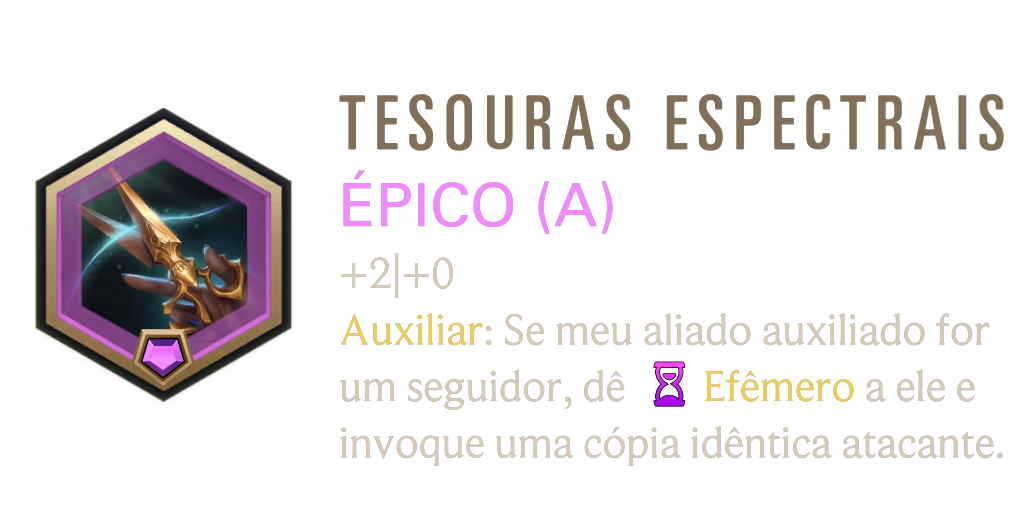 TESOURAS ESPECTRAIS
ÉPICO (A)
+2|+0
Auxiliar: Se meu aliado auxiliado for
um seguidor, dê Efêmero a ele e
invoque uma cópia idêntica atacante.